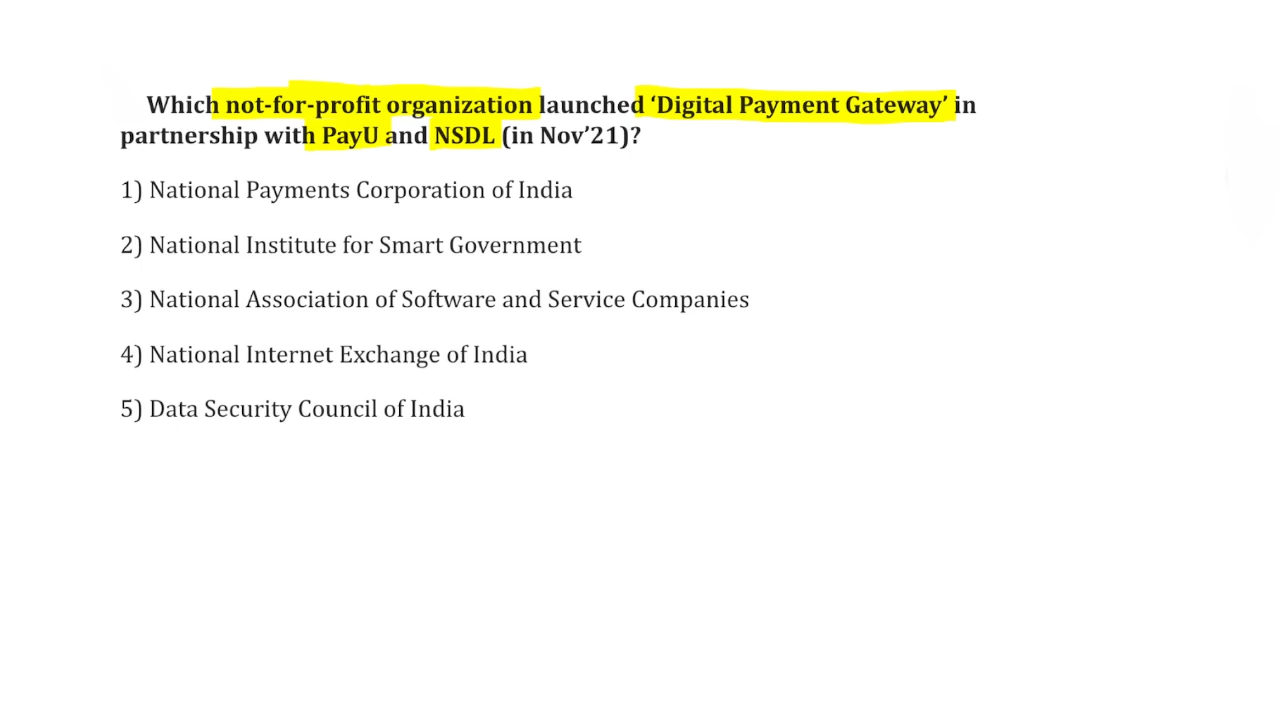 Which not-for-profit organization launched ‘Digital Payment Gateway’ in
partnership with PayU and NSDL (in Nov’21)?
1) National Payments Corporation of India
2) National Institute for Smart Government
3) National Association of Software and Service Companies
4) National Internet Exchange of India
5) Data Security Council of India